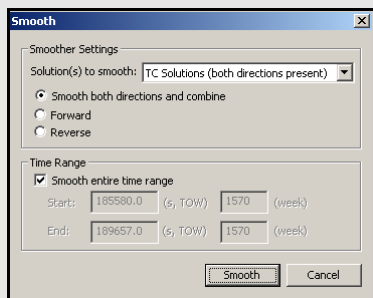 Smooth
Smoother Settings
Solution(s) to smooth: TC Solutions (both directions present)
Smooth both directions and combine
Forward
Reverse
Time Range
Smooth entire time range
Start: 185580.0 (s, TOW) 1570 (week)
End: 189657.0 (s, TOW) 1570 (week)
Smooth Cancel